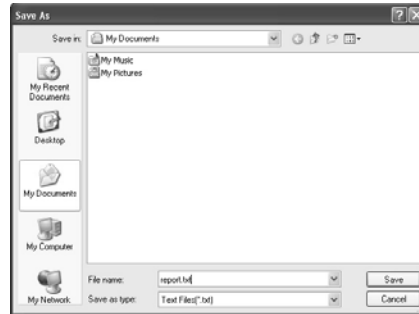 Save As
Save in: My Documents
My Music
My Pictures
My Recent
Documents
Desktop
My Documents
My Computer
My Network
File name: report.txt
Save
Save as type: Text Files(*.txt)
Cancel